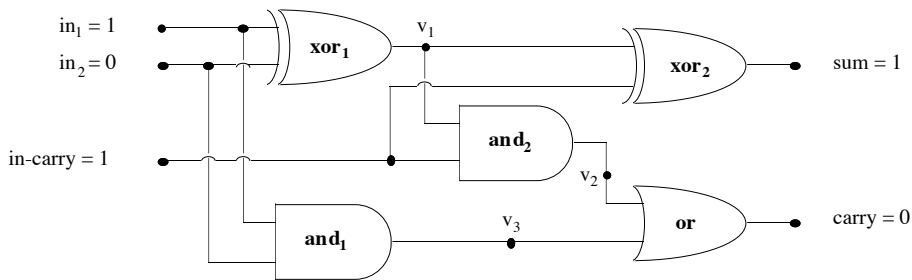 in₁ = 1
v₁
xor₁
xor₂
sum = 1
in₂ = 0
and₂
in-carry = 1
v₂
v₃
or
carry = 0
and₁